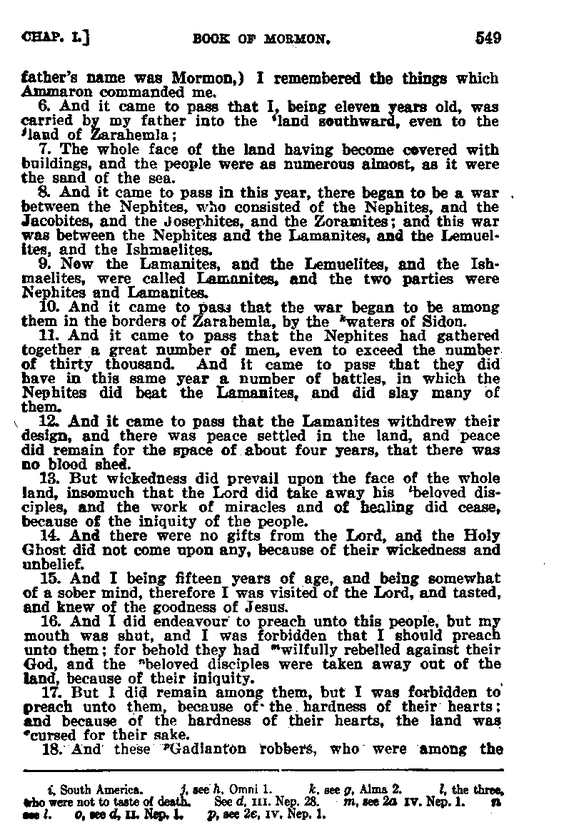 CHAP. I.] BOOK OF MORMON. 549
father's name was Mormon,) I remembered the things which
Ammaron commanded me.
6. And it came to pass that I, being eleven years old, was
carried by my father into the ⁱland southward, even to the
ʲland of Zarahemla;
7. The whole face of the land having become covered with
buildings, and the people were as numerous almost, as it were
the sand of the sea.
8. And it came to pass in this year, there began to be a war
between the Nephites, who consisted of the Nephites, and the
Jacobites, and the Josephites, and the Zoramites; and this war
was between the Nephites and the Lamanites, and the Lemuel-
ites, and the Ishmaelites.
9. Now the Lamanites, and the Lemuelites, and the Ish-
maelites, were called Lamanites, and the two parties were
Nephites and Lamanites.
10. And it came to pass that the war began to be among
them in the borders of Zarahemla, by the ᵏwaters of Sidon.
11. And it came to pass that the Nephites had gathered
together a great number of men, even to exceed the number
of thirty thousand. And it came to pass that they did
have in this same year a number of battles, in which the
Nephites did beat the Lamanites, and did slay many of
them.
12. And it came to pass that the Lamanites withdrew their
design, and there was peace settled in the land, and peace
did remain for the space of about four years, that there was
no blood shed.
13. But wickedness did prevail upon the face of the whole
land, insomuch that the Lord did take away his ˡbeloved dis-
ciples, and the work of miracles and of healing did cease,
because of the iniquity of the people.
14. And there were no gifts from the Lord, and the Holy
Ghost did not come upon any, because of their wickedness and
unbelief.
15. And I being fifteen years of age, and being somewhat
of a sober mind, therefore I was visited of the Lord, and tasted,
and knew of the goodness of Jesus.
16. And I did endeavour to preach unto this people, but my
mouth was shut, and I was forbidden that I should preach
unto them; for behold they had ᵐwilfully rebelled against their
God, and the ⁿbeloved disciples were taken away out of the
land, because of their iniquity.
17. But I did remain among them, but I was forbidden to
preach unto them, because of the hardness of their hearts;
and because of the hardness of their hearts, the land was
ᵒcursed for their sake.
18. And these ᵖGadianton robbers, who were among the
i, South America. j, see h, Omni 1. k, see g, Alma 2. l, the three,
who were not to taste of death. See d, III. Nep. 28. m, see 2a IV. Nep. 1. n
see l. o, see d, II. Nep. 1. p, see 2e, IV. Nep. 1.